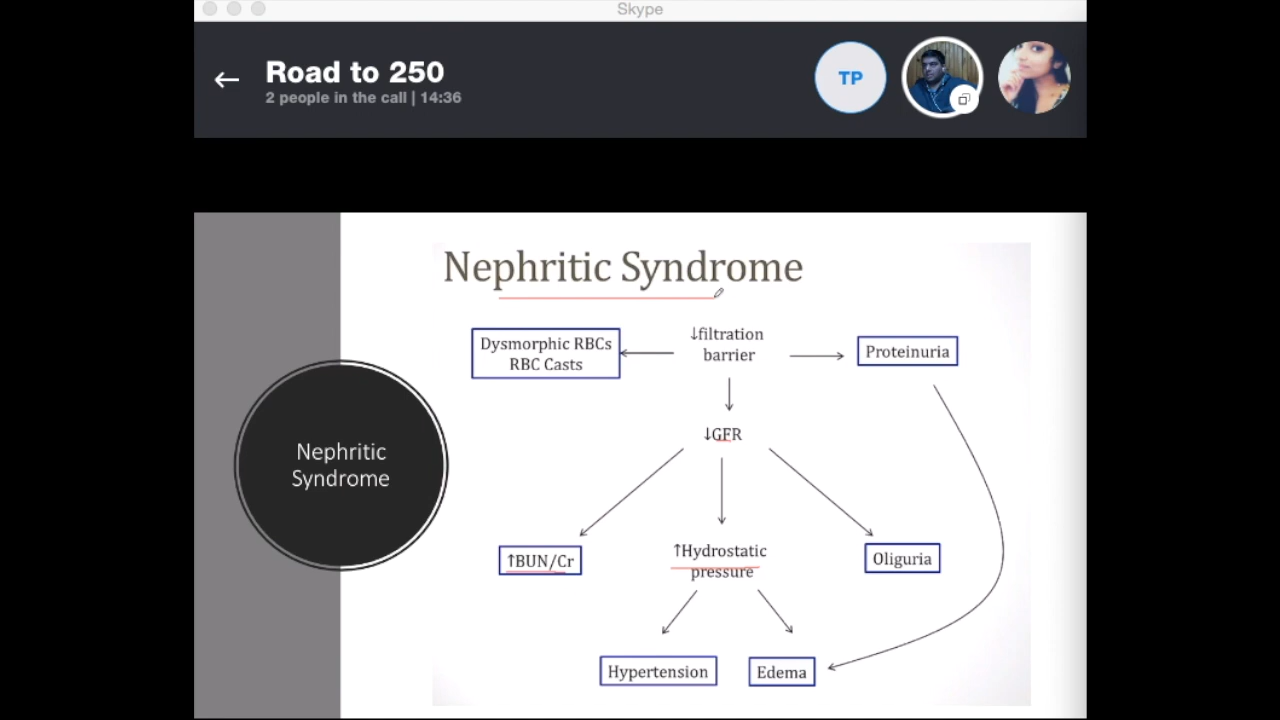 Skype
Road to 250
2 people in the call | 14:36
TP
Nephritic Syndrome
Dysmorphic RBCs
RBC Casts
↓filtration
barrier
Proteinuria
↓GFR
Nephritic
Syndrome
↑BUN/Cr
↑Hydrostatic
pressure
Oliguria
Hypertension
Edema